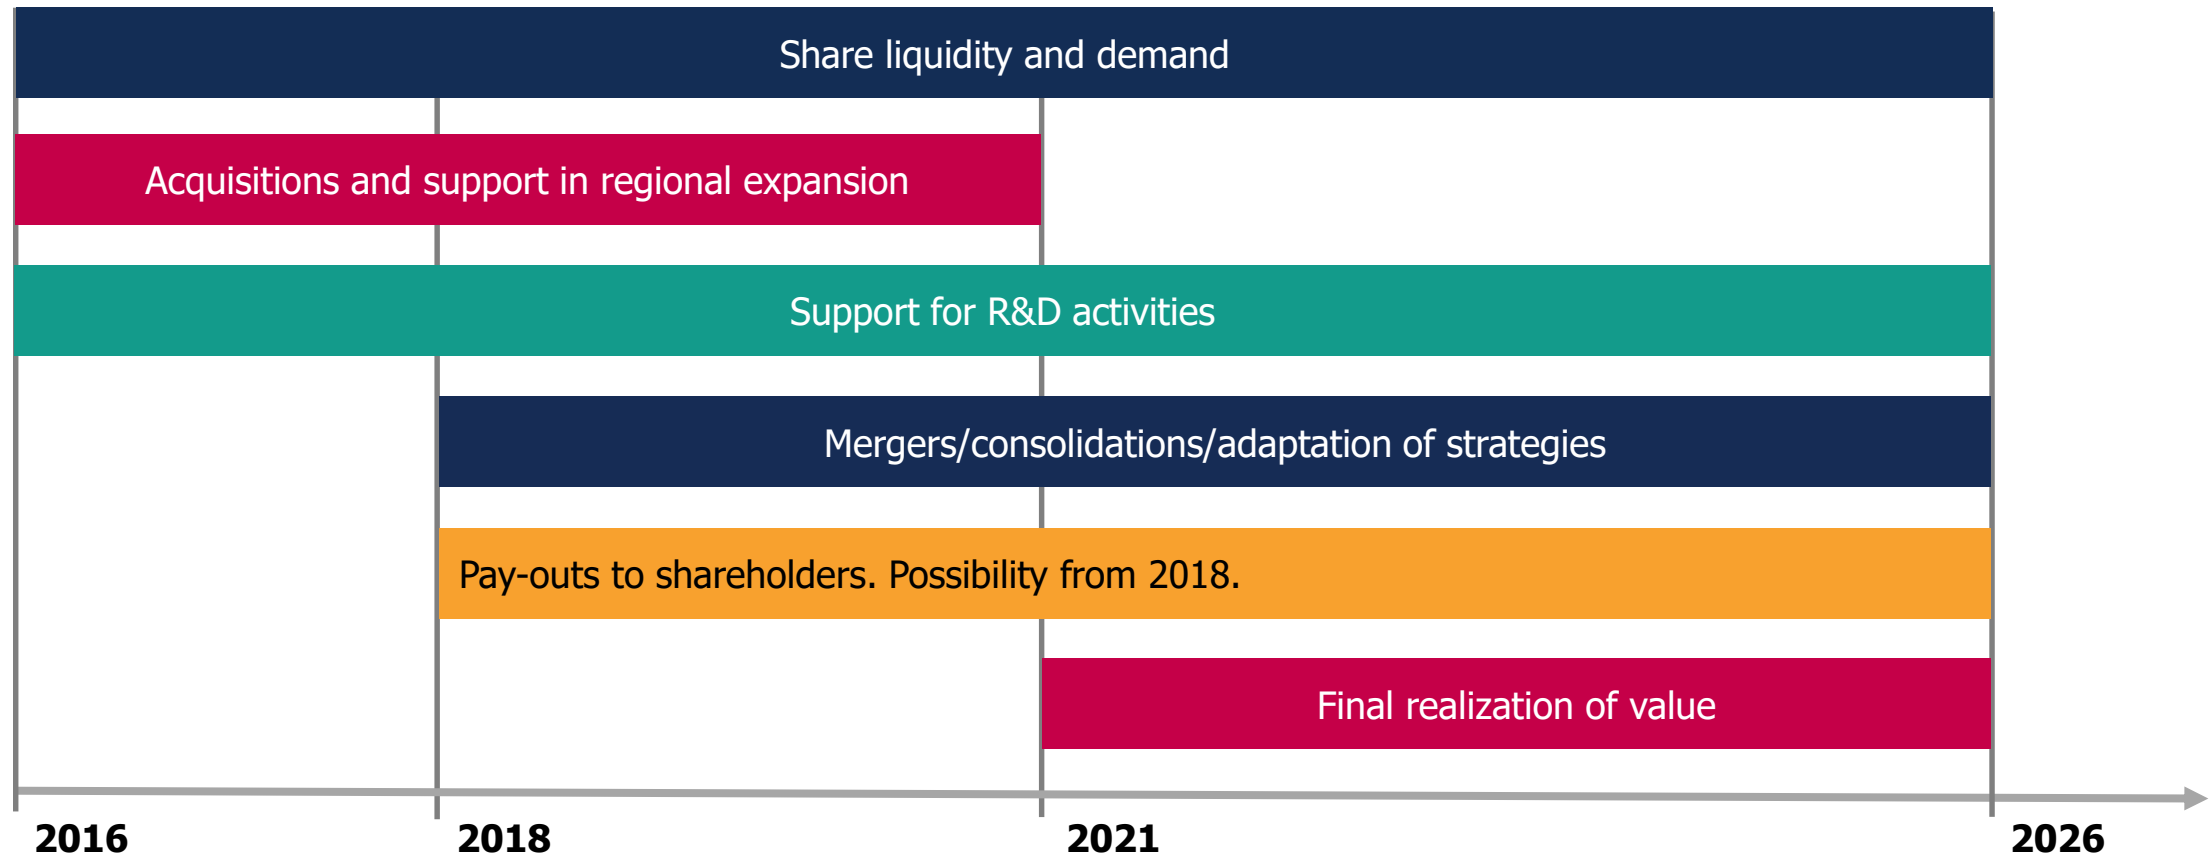 Share liquidity and demand
Acquisitions and support in regional expansion
Support for R&D activities
Mergers/consolidations/adaptation of strategies
Pay-outs to shareholders. Possibility from 2018.
Final realization of value
2016 2018 2021 2026